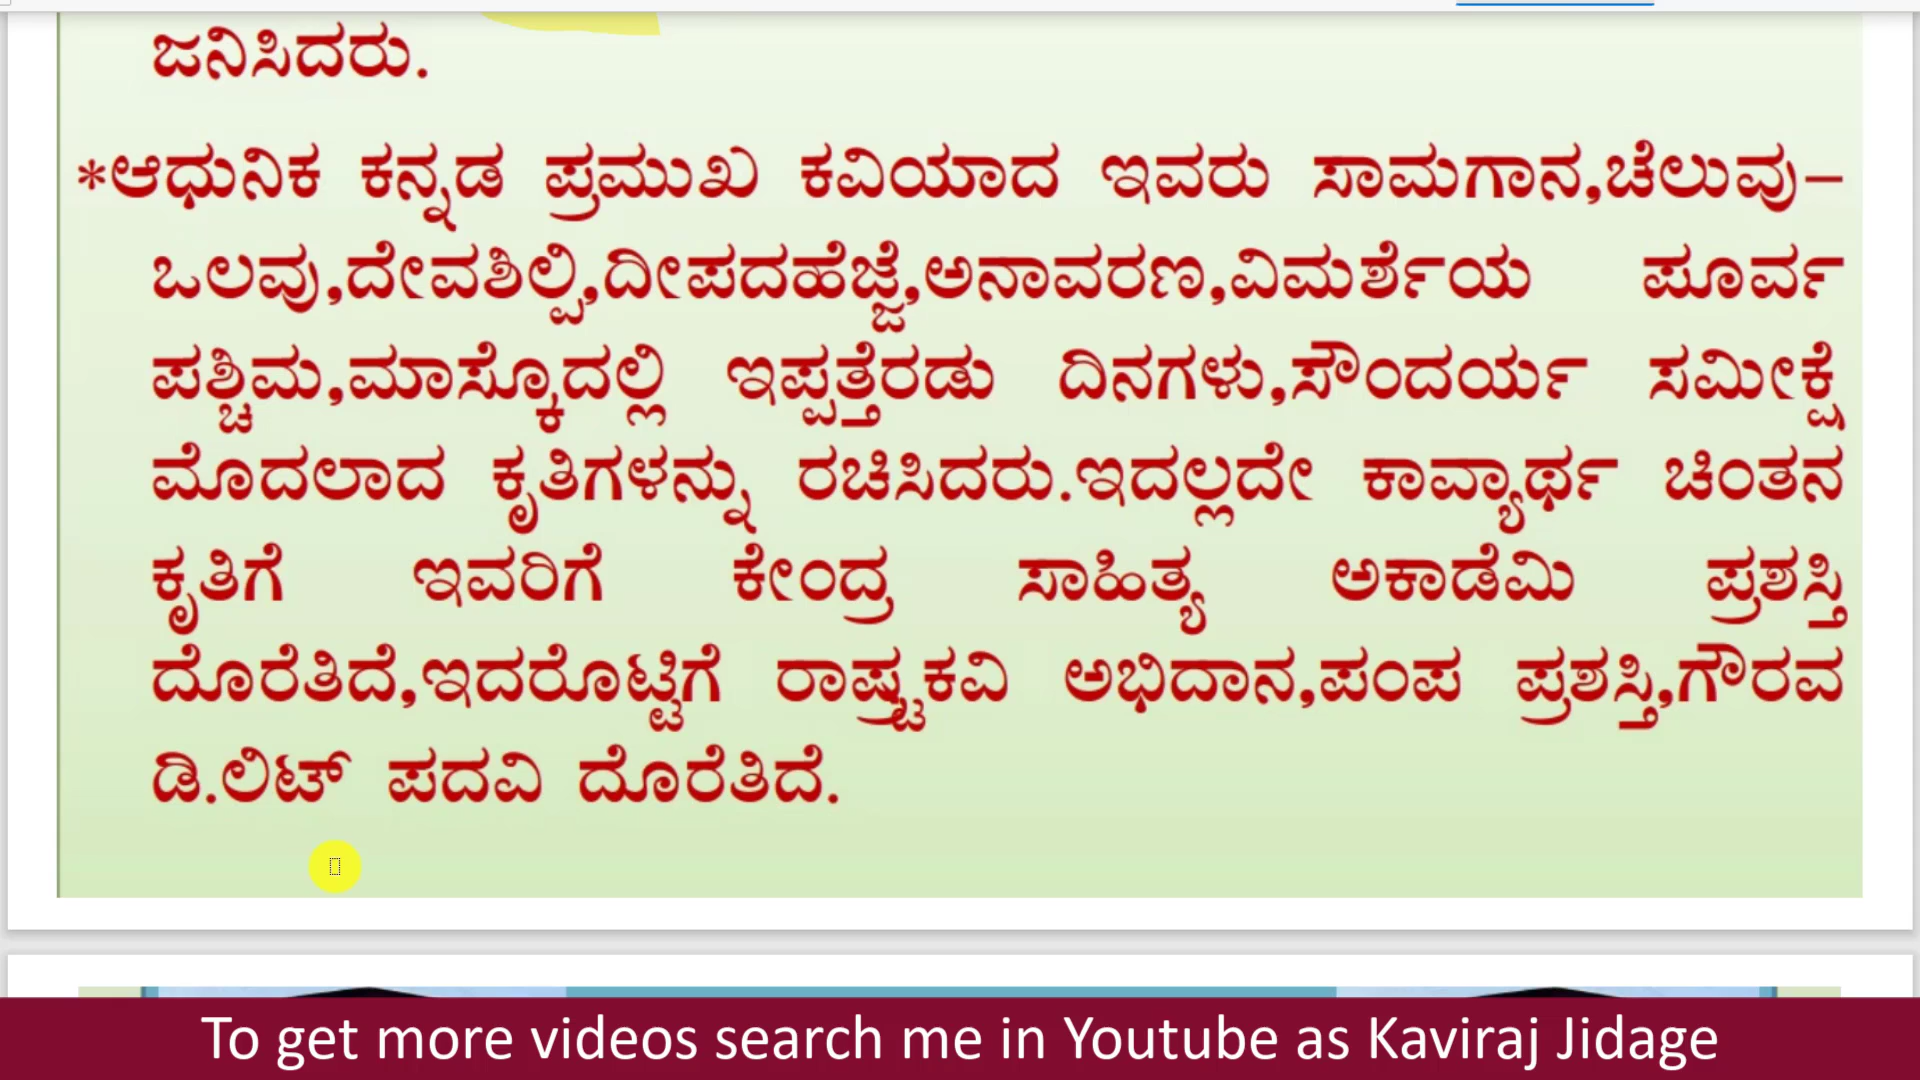 ಜನಿಸಿದರು.
*ಆಧುನಿಕ ಕನ್ನಡ ಪ್ರಮುಖ ಕವಿಯಾದ ಇವರು ಸಾಮಗಾನ,ಚೆಲುವು–
ಒಲವು,ದೇವಶಿಲ್ಪಿ,ದೀಪದಹೆಜ್ಜೆ,ಅನಾವರಣ,ವಿಮರ್ಶೆಯ ಪೂರ್ವ
ಪಶ್ಚಿಮ,ಮಾಸ್ಕೊದಲ್ಲಿ ಇಪ್ಪತ್ತೆರಡು ದಿನಗಳು,ಸೌಂದರ್ಯ ಸಮೀಕ್ಷೆ
ಮೊದಲಾದ ಕೃತಿಗಳನ್ನು ರಚಿಸಿದರು.ಇದಲ್ಲದೇ ಕಾವ್ಯಾರ್ಥ ಚಿಂತನ
ಕೃತಿಗೆ ಇವರಿಗೆ ಕೇಂದ್ರ ಸಾಹಿತ್ಯ ಅಕಾಡೆಮಿ ಪ್ರಶಸ್ತಿ
ದೊರೆತಿದೆ,ಇದರೊಟ್ಟಿಗೆ ರಾಷ್ಟ್ರಕವಿ ಅಭಿದಾನ,ಪಂಪ ಪ್ರಶಸ್ತಿ,ಗೌರವ
ಡಿ.ಲಿಟ್ ಪದವಿ ದೊರೆತಿದೆ.
To get more videos search me in Youtube as Kaviraj Jidage